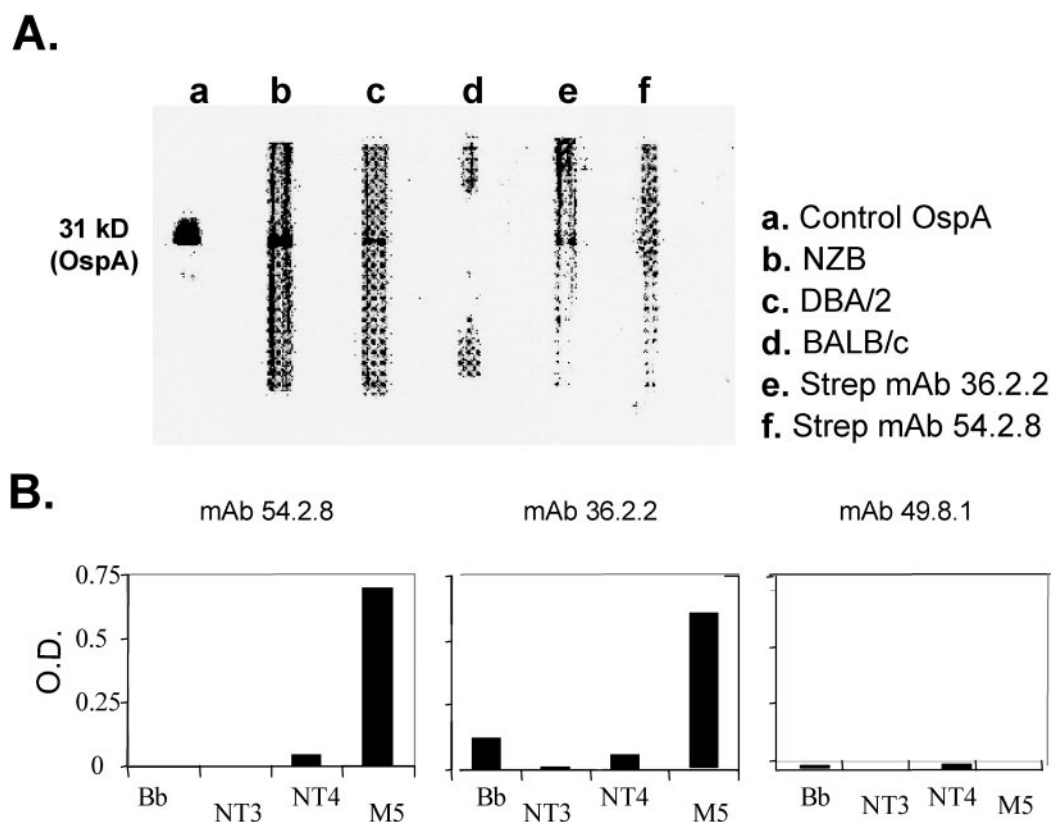 A.
a b c d e f
31 kD
(OspA)
a. Control OspA
b. NZB
c. DBA/2
d. BALB/c
e. Strep mAb 36.2.2
f. Strep mAb 54.2.8
B.
mAb 54.2.8 mAb 36.2.2 mAb 49.8.1
O.D.
0.75
0.5
0.25
0
Bb NT3 NT4 M5
Bb NT3 NT4 M5
Bb NT3 NT4 M5